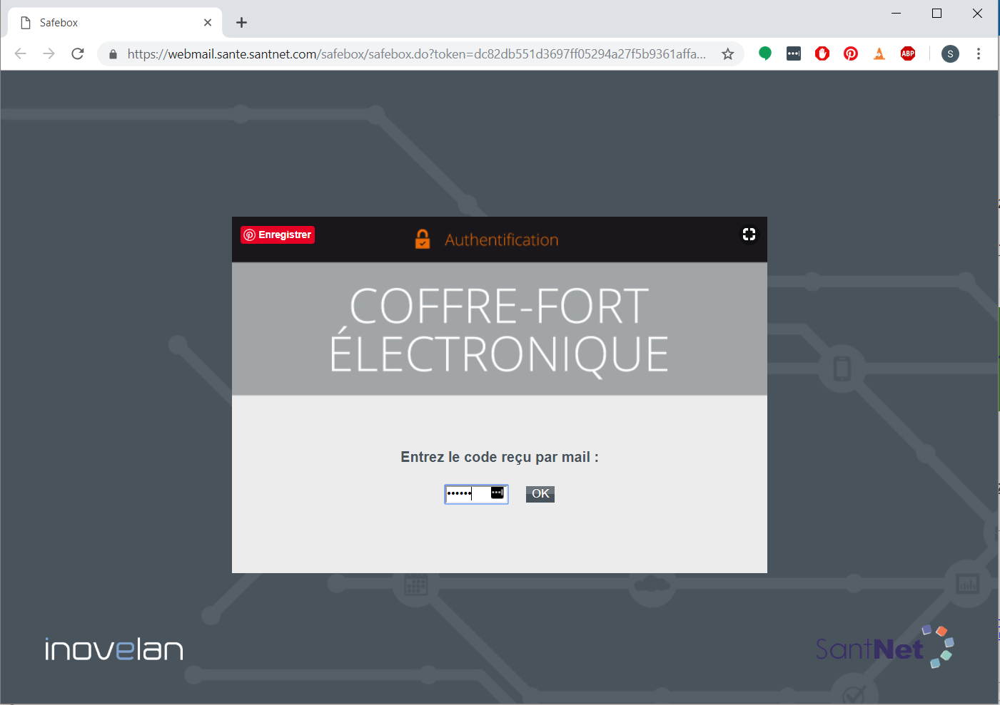 Safebox
https://webmail.sante.santnet.com/safebox/safebox.do?token=dc82db551d3697ff05294a27f5b9361affa...
ABP
S
Enregistrer
Authentification
COFFRE-FORT
ÉLECTRONIQUE
Entrez le code reçu par mail :
OK
inovelan
SantNet